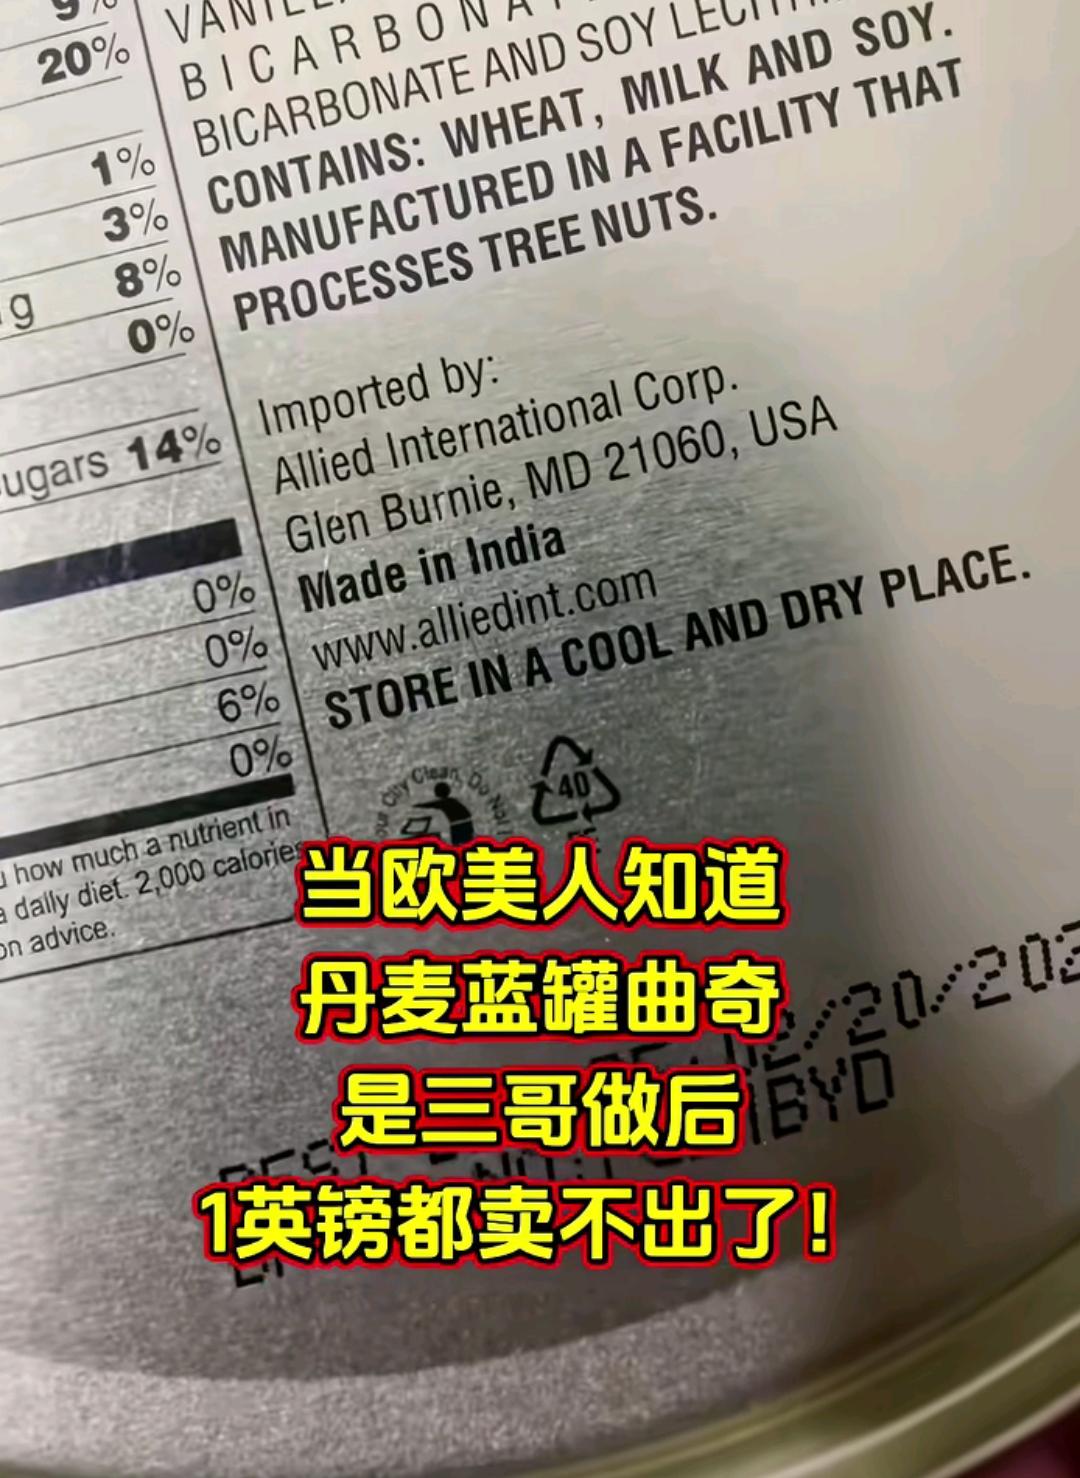 20%
1%
3%
8%
g
0%
ugars 14%
0%
0%
6%
0%
how much a nutrient in
daily diet. 2,000 calories
on advice.
BICARBONATE AND SOY
CONTAINS: WHEAT, MILK AND SOY.
MANUFACTURED IN A FACILITY THAT
PROCESSES TREE NUTS.
Imported by:
Allied International Corp.
Glen Burnie, MD 21060, USA
Made in India
www.alliedint.com
STORE IN A COOL AND DRY PLACE.
Clean, Do
40
当欧美人知道
丹麦蓝罐曲奇
是三哥做后
1英镑都卖不出了!